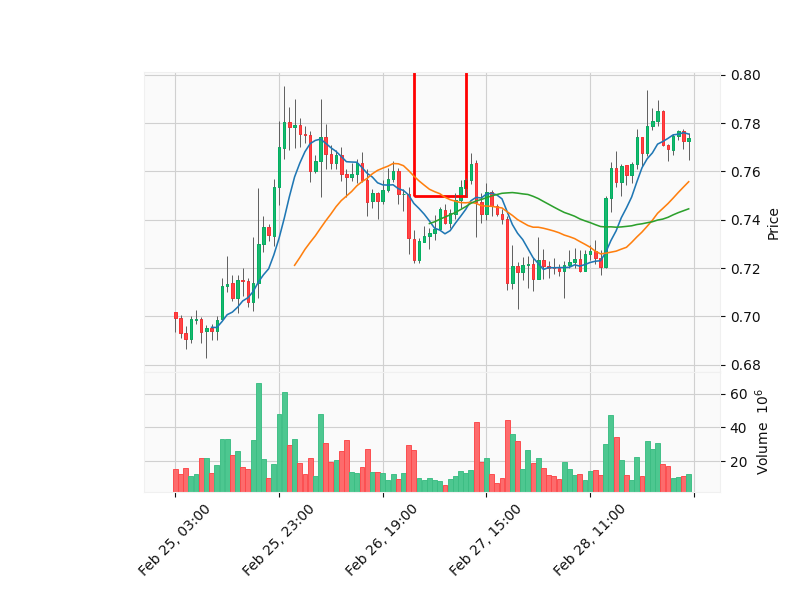 0.80
0.78
0.76
0.74
0.72
0.70
0.68
Price
60
40
20
Volume 10^6
Feb 25, 03:00
Feb 25, 23:00
Feb 26, 19:00
Feb 27, 15:00
Feb 28, 11:00